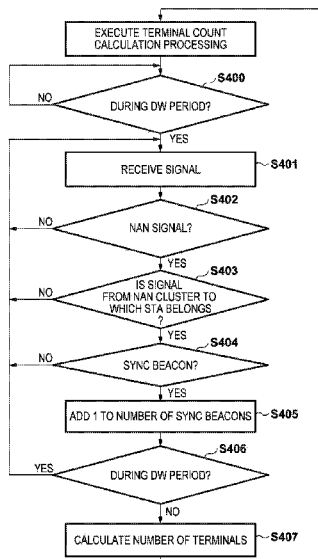 EXECUTE TERMINAL COUNT
CALCULATION PROCESSING
S400
NO
DURING DW PERIOD?
YES
S401
RECEIVE SIGNAL
S402
NO
NAN SIGNAL?
YES
S403
NO
IS SIGNAL
FROM NAN CLUSTER TO
WHICH STA BELONGS
?
YES
S404
NO
SYNC BEACON?
YES
ADD 1 TO NUMBER OF SYNC BEACONS
S405
S406
YES
DURING DW PERIOD?
NO
CALCULATE NUMBER OF TERMINALS
S407